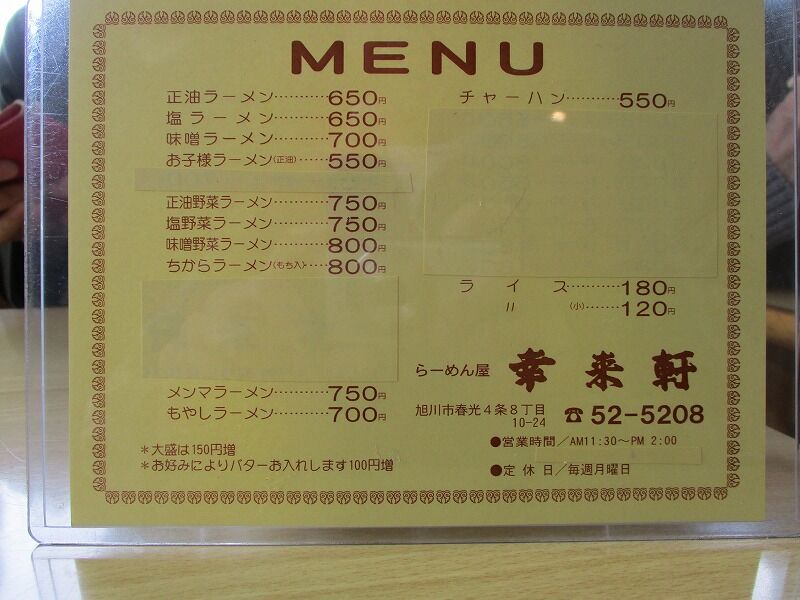 MENU
正油ラーメン…………650円
塩ラーメン…………650円
味噌ラーメン…………700円
お子様ラーメン(正油)……550円
正油野菜ラーメン…………750円
塩野菜ラーメン…………750円
味噌野菜ラーメン…………800円
ちからラーメン(もち入)……800円
メンマラーメン…………750円
もやしラーメン…………700円
*大盛は150円増
*お好みによりバターお入れします100円増
チャーハン…………550円
ライス…………180円
〃 (小)………120円
らーめん屋 幸来軒
旭川市春光4条8丁目 ☎52-5208
10-24
●営業時間/AM11:30〜PM 2:00
●定休日/毎週月曜日